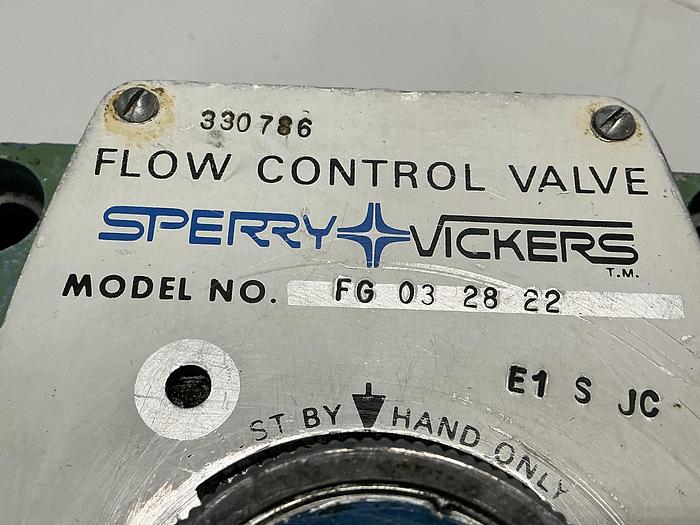 330786
FLOW CONTROL VALVE
SPERRY VICKERS
T.M.
MODEL NO. FG 03 28 22
E1 S JC
ST BY HAND ONLY